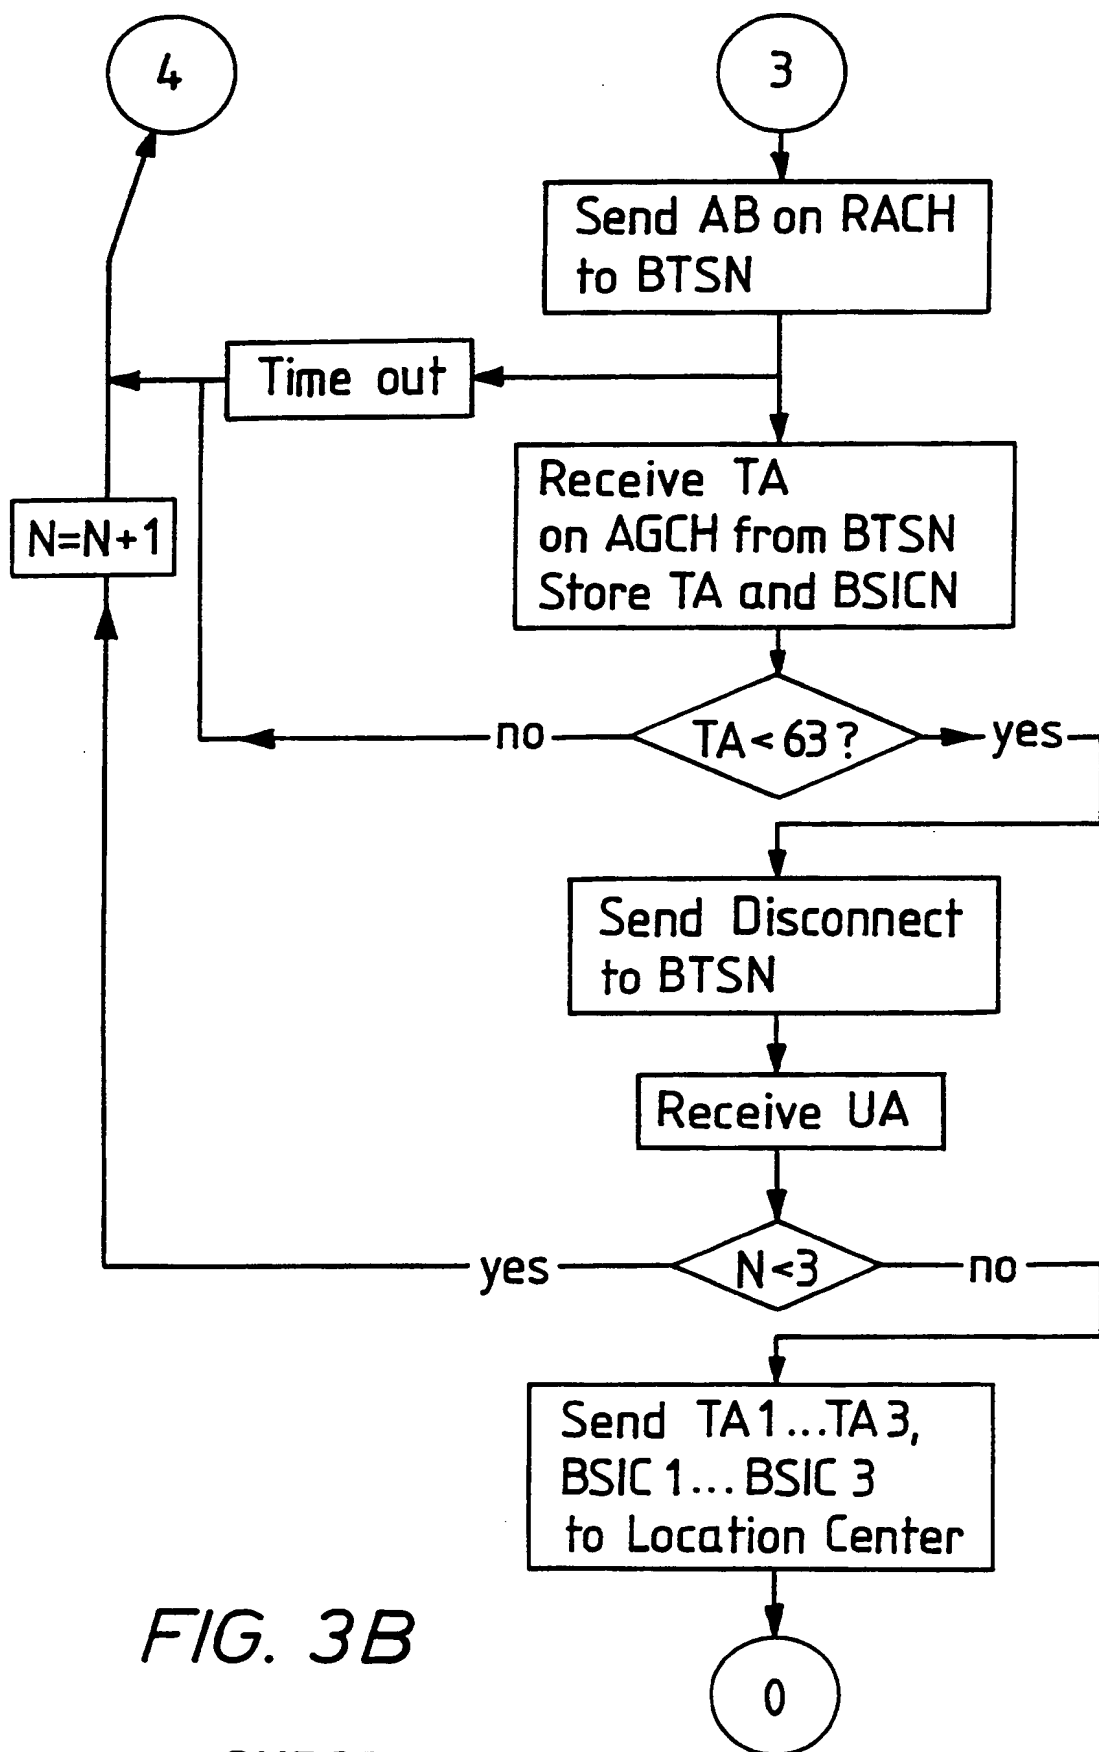 4
3
Send AB on RACH
to BTSN
Time out
Receive TA
on AGCH from BTSN
Store TA and BSICN
N=N+1
no
TA<63?
yes
Send Disconnect
to BTSN
Receive UA
yes
N<3
no
Send TA1...TA3,
BSIC1...BSIC3
to Location Center
FIG. 3B
0